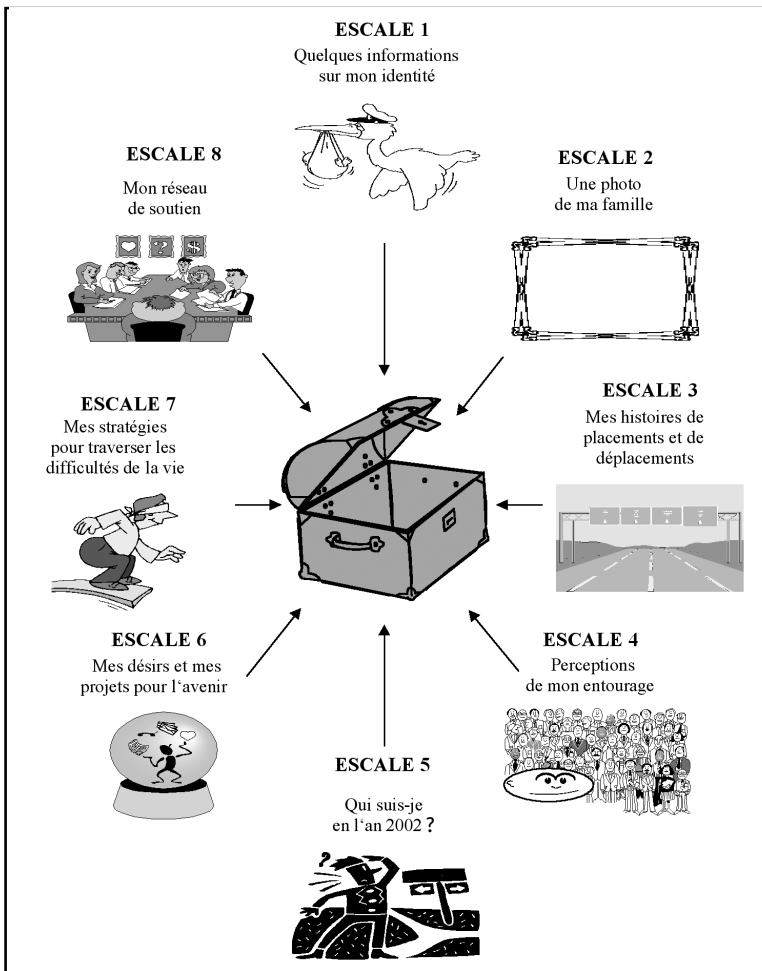 ESCALE 1
Quelques informations
sur mon identité
ESCALE 2
Une photo
de ma famille
ESCALE 3
Mes histoires de
placements et de
déplacements
ESCALE 4
Perceptions
de mon entourage
ESCALE 5
Qui suis-je
en l‘an 2002 ?
ESCALE 6
Mes désirs et mes
projets pour l‘avenir
ESCALE 7
Mes stratégies
pour traverser les
difficultés de la vie
ESCALE 8
Mon réseau
de soutien
? $
?